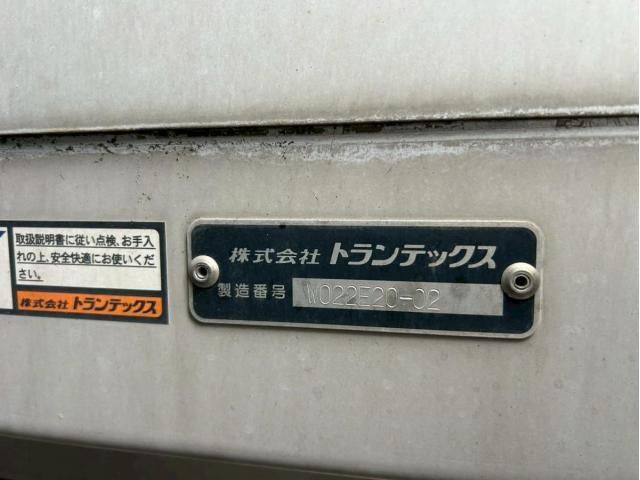 取扱説明書に従い点検、お手入
れの上、安全快適にお使いくだ
さい。
株式会社 トランテックス
株式会社 トランテックス
製造番号 W022E20-02